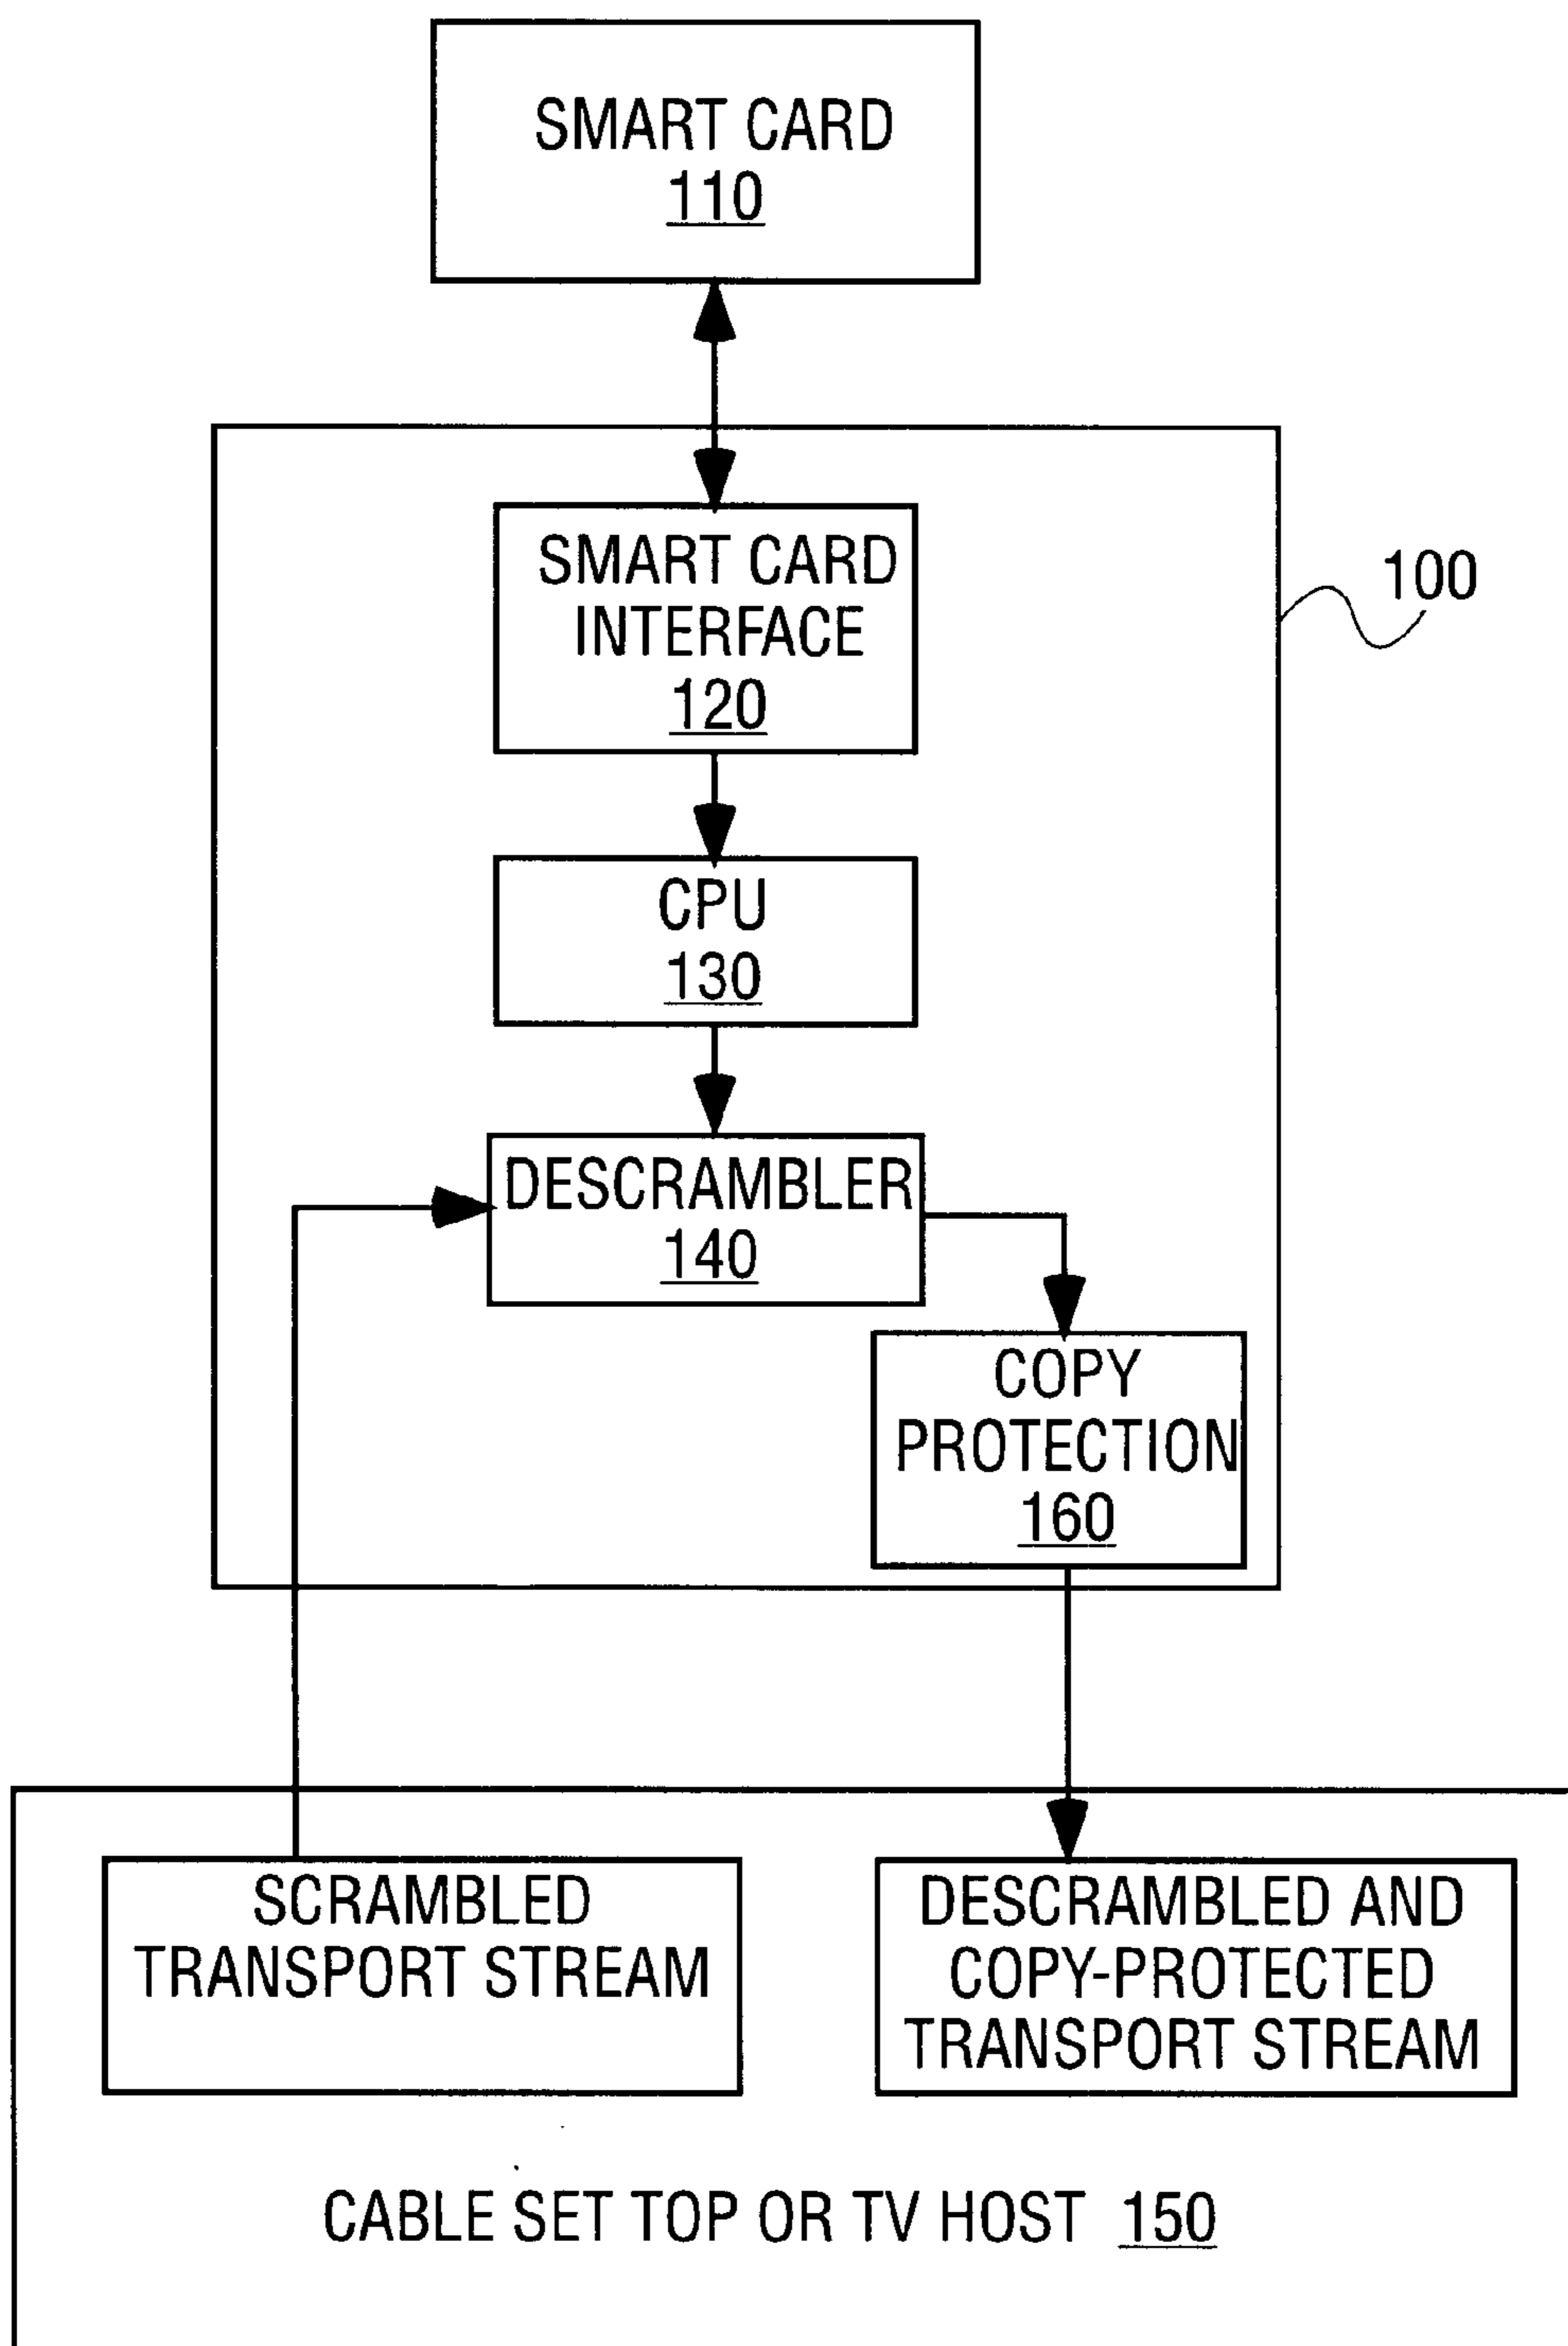 SMART CARD
110
SMART CARD
INTERFACE
120
100
CPU
130
DESCRAMBLER
140
COPY
PROTECTION
160
SCRAMBLED
TRANSPORT STREAM
DESCRAMBLED AND
COPY-PROTECTED
TRANSPORT STREAM
CABLE SET TOP OR TV HOST 150